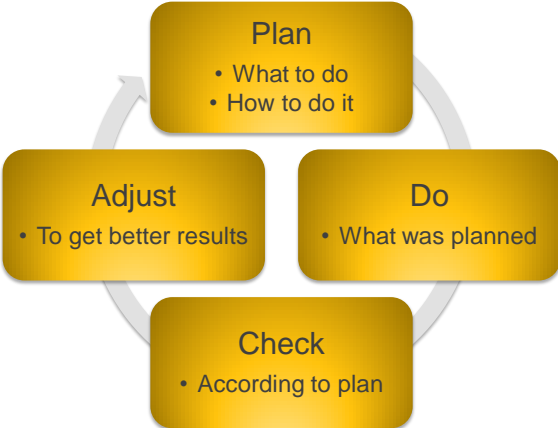 Plan
• What to do
• How to do it
Adjust
• To get better results
Do
• What was planned
Check
• According to plan